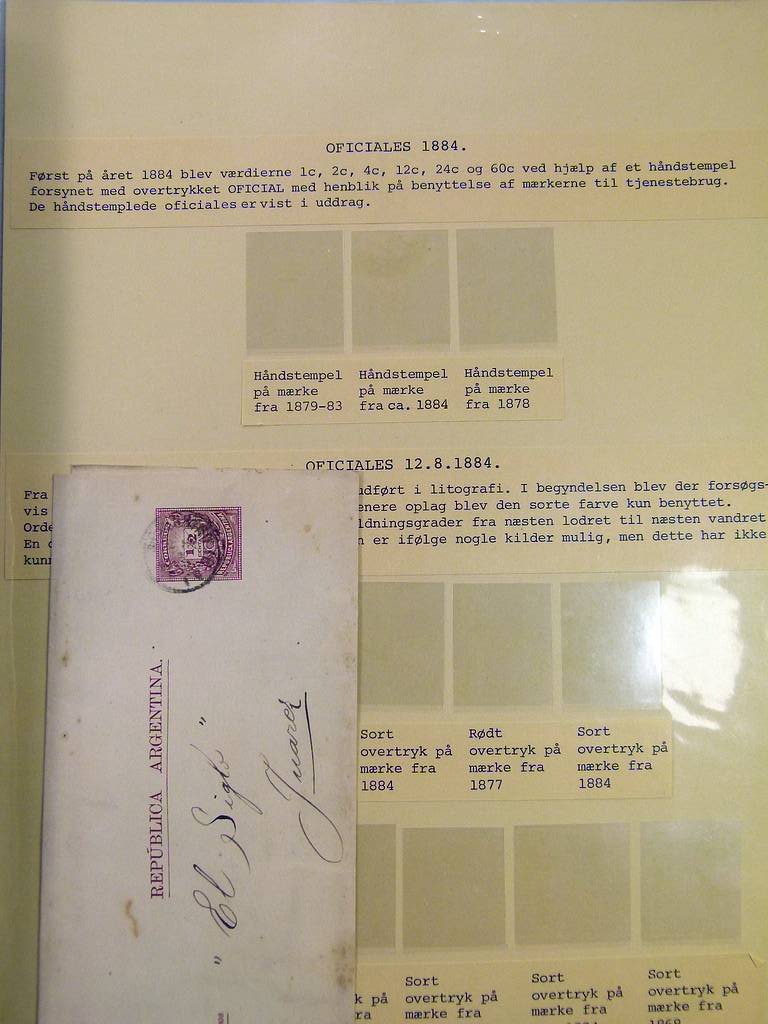 OFICIALES 1884.
Først på året 1884 blev værdierne 1c, 2c, 4c, 12c, 24c og 60c ved hjælp af et håndstempel
forsynet med overtrykket OFICIAL med henblik på benyttelse af mærkerne til tjenestebrug.
De håndstemplede oficiales er vist i uddrag.
Håndstempel
på mærke
fra 1879-83
Håndstempel
på mærke
fra ca. 1884
Håndstempel
på mærke
fra 1878
OFICIALES 12.8.1884.
Fra
i litografi. I begyndelsen blev der forsøgs-
vis
oplag blev den sorte farve kun benyttet.
fra næsten lodret til næsten vandret
En
er ifølge nogle kilder mulig, men dette har ikke
Sort
overtryk på
mærke fra
1884
Rødt
overtryk på
mærke fra
1877
Sort
overtryk på
mærke fra
1884
på
Sort
overtryk på
mærke fra
Sort
overtryk på
mærke fra
Sort
overtryk på
mærke fra
REPÚBLICA ARGENTINA.
"El Siglo"
Juarez
1/2